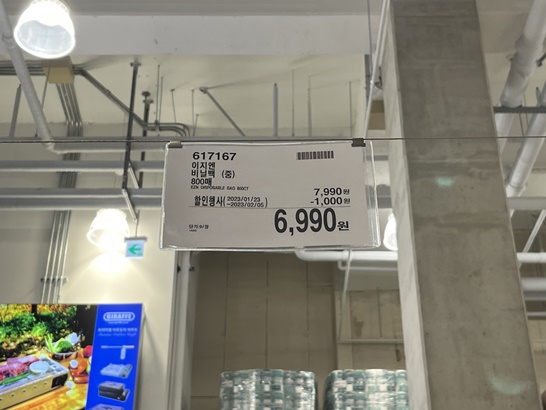 617167
이지엔
비닐백 (중)
800매
EZN DISPOSABLE BAG 800CT
7,990원
할인행사 (2023/01/23 ~2023/02/05) -1,000원
6,990원
GIRAFFE